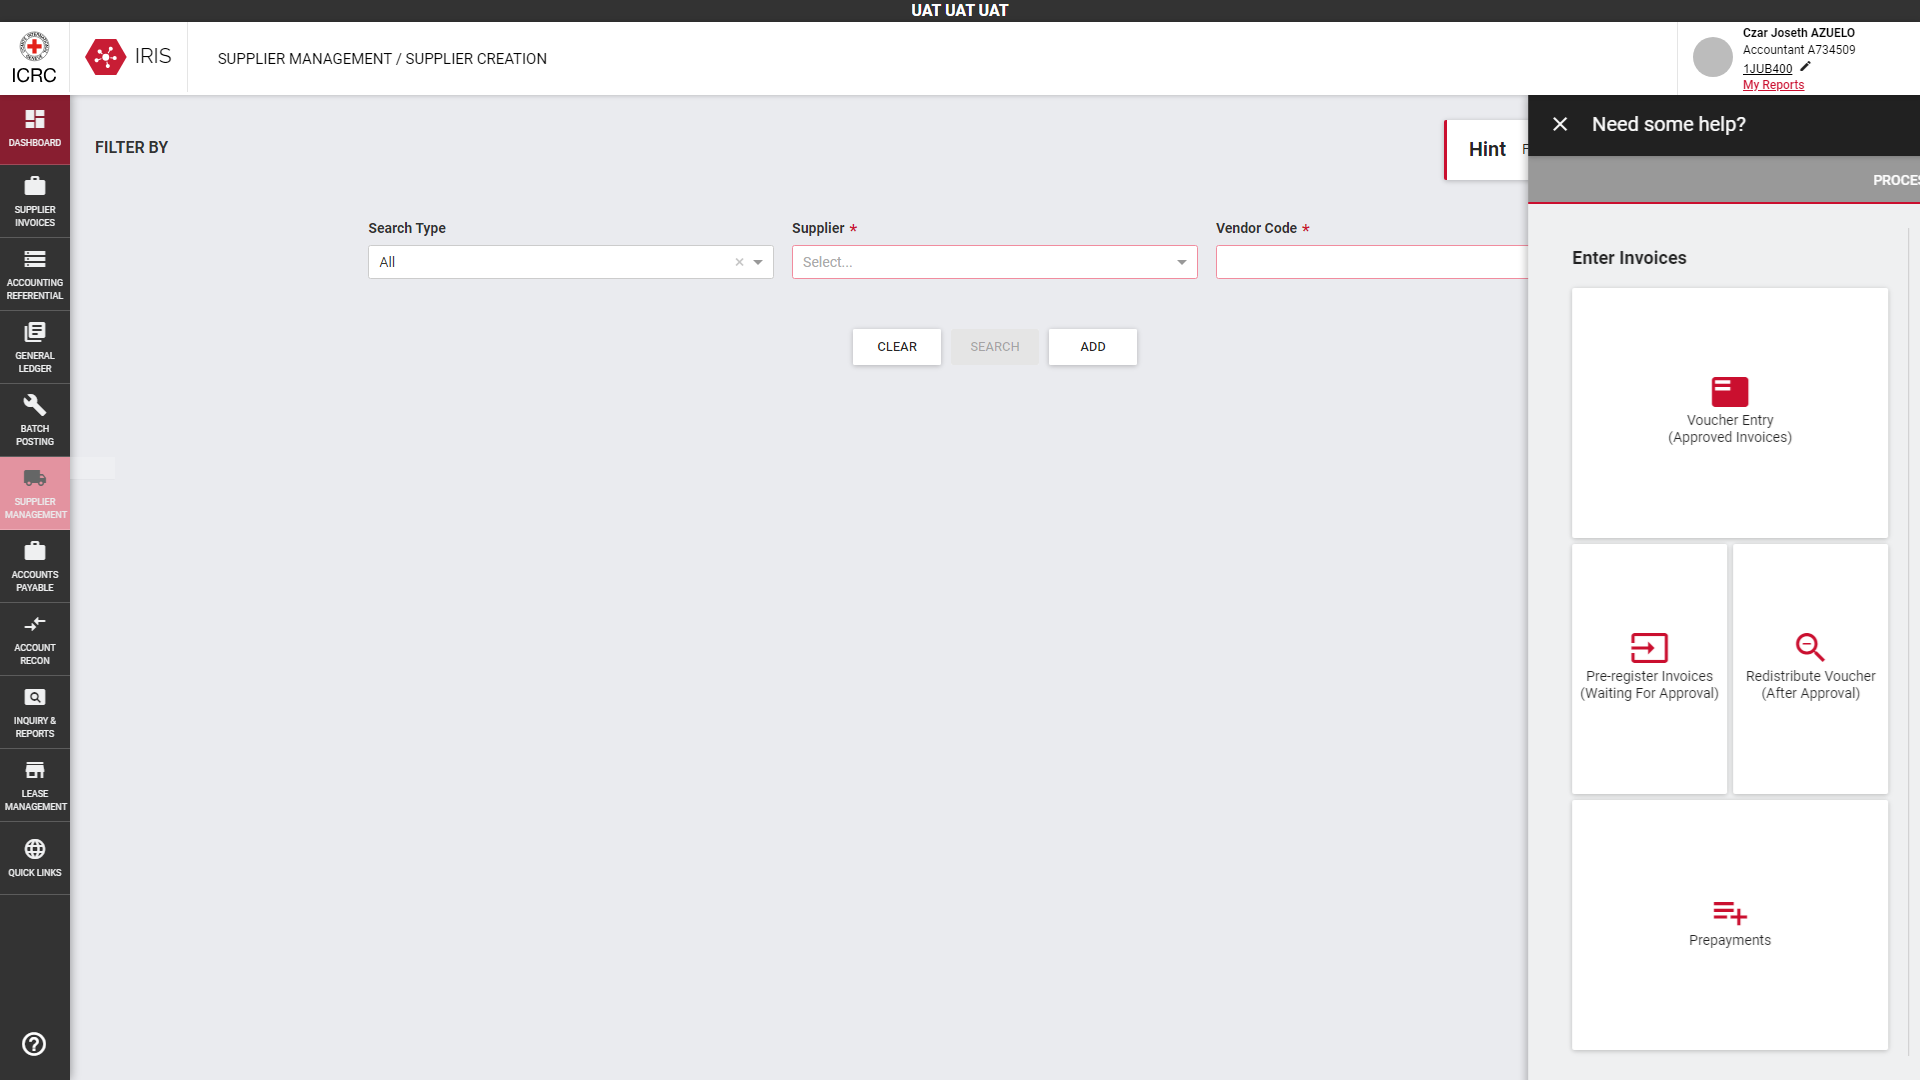 UAT UAT UAT
ICRC
IRIS
SUPPLIER MANAGEMENT / SUPPLIER CREATION
Czar Joseth AZUELO
Accountant A734509
1JUB400
My Reports
DASHBOARD
SUPPLIER
INVOICES
ACCOUNTING
REFERENTIAL
GENERAL
LEDGER
BATCH
POSTING
SUPPLIER
MANAGEMENT
ACCOUNTS
PAYABLE
ACCOUNT
RECON
INQUIRY &
REPORTS
LEASE
MANAGEMENT
QUICK LINKS
FILTER BY
Hint
Search Type
All
Supplier *
Select...
Vendor Code *
CLEAR
SEARCH
ADD
Need some help?
PROCES
Enter Invoices
Voucher Entry
(Approved Invoices)
Pre-register Invoices
(Waiting For Approval)
Redistribute Voucher
(After Approval)
Prepayments